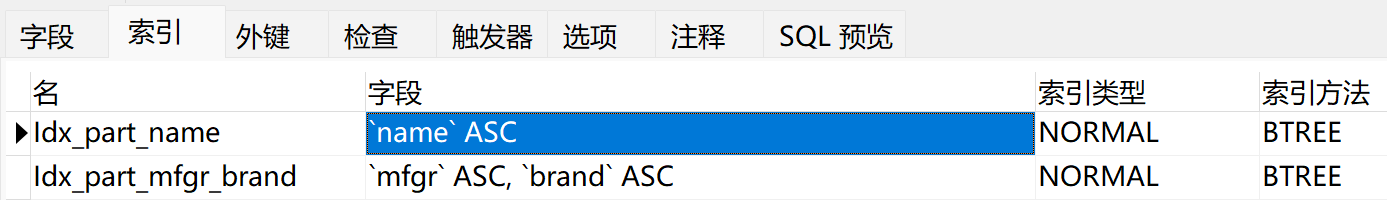 字段 索引 外键 检查 触发器 选项 注释 SQL 预览
名 字段 索引类型 索引方法
Idx_part_name `name` ASC NORMAL BTREE
Idx_part_mfgr_brand `mfgr` ASC, `brand` ASC NORMAL BTREE